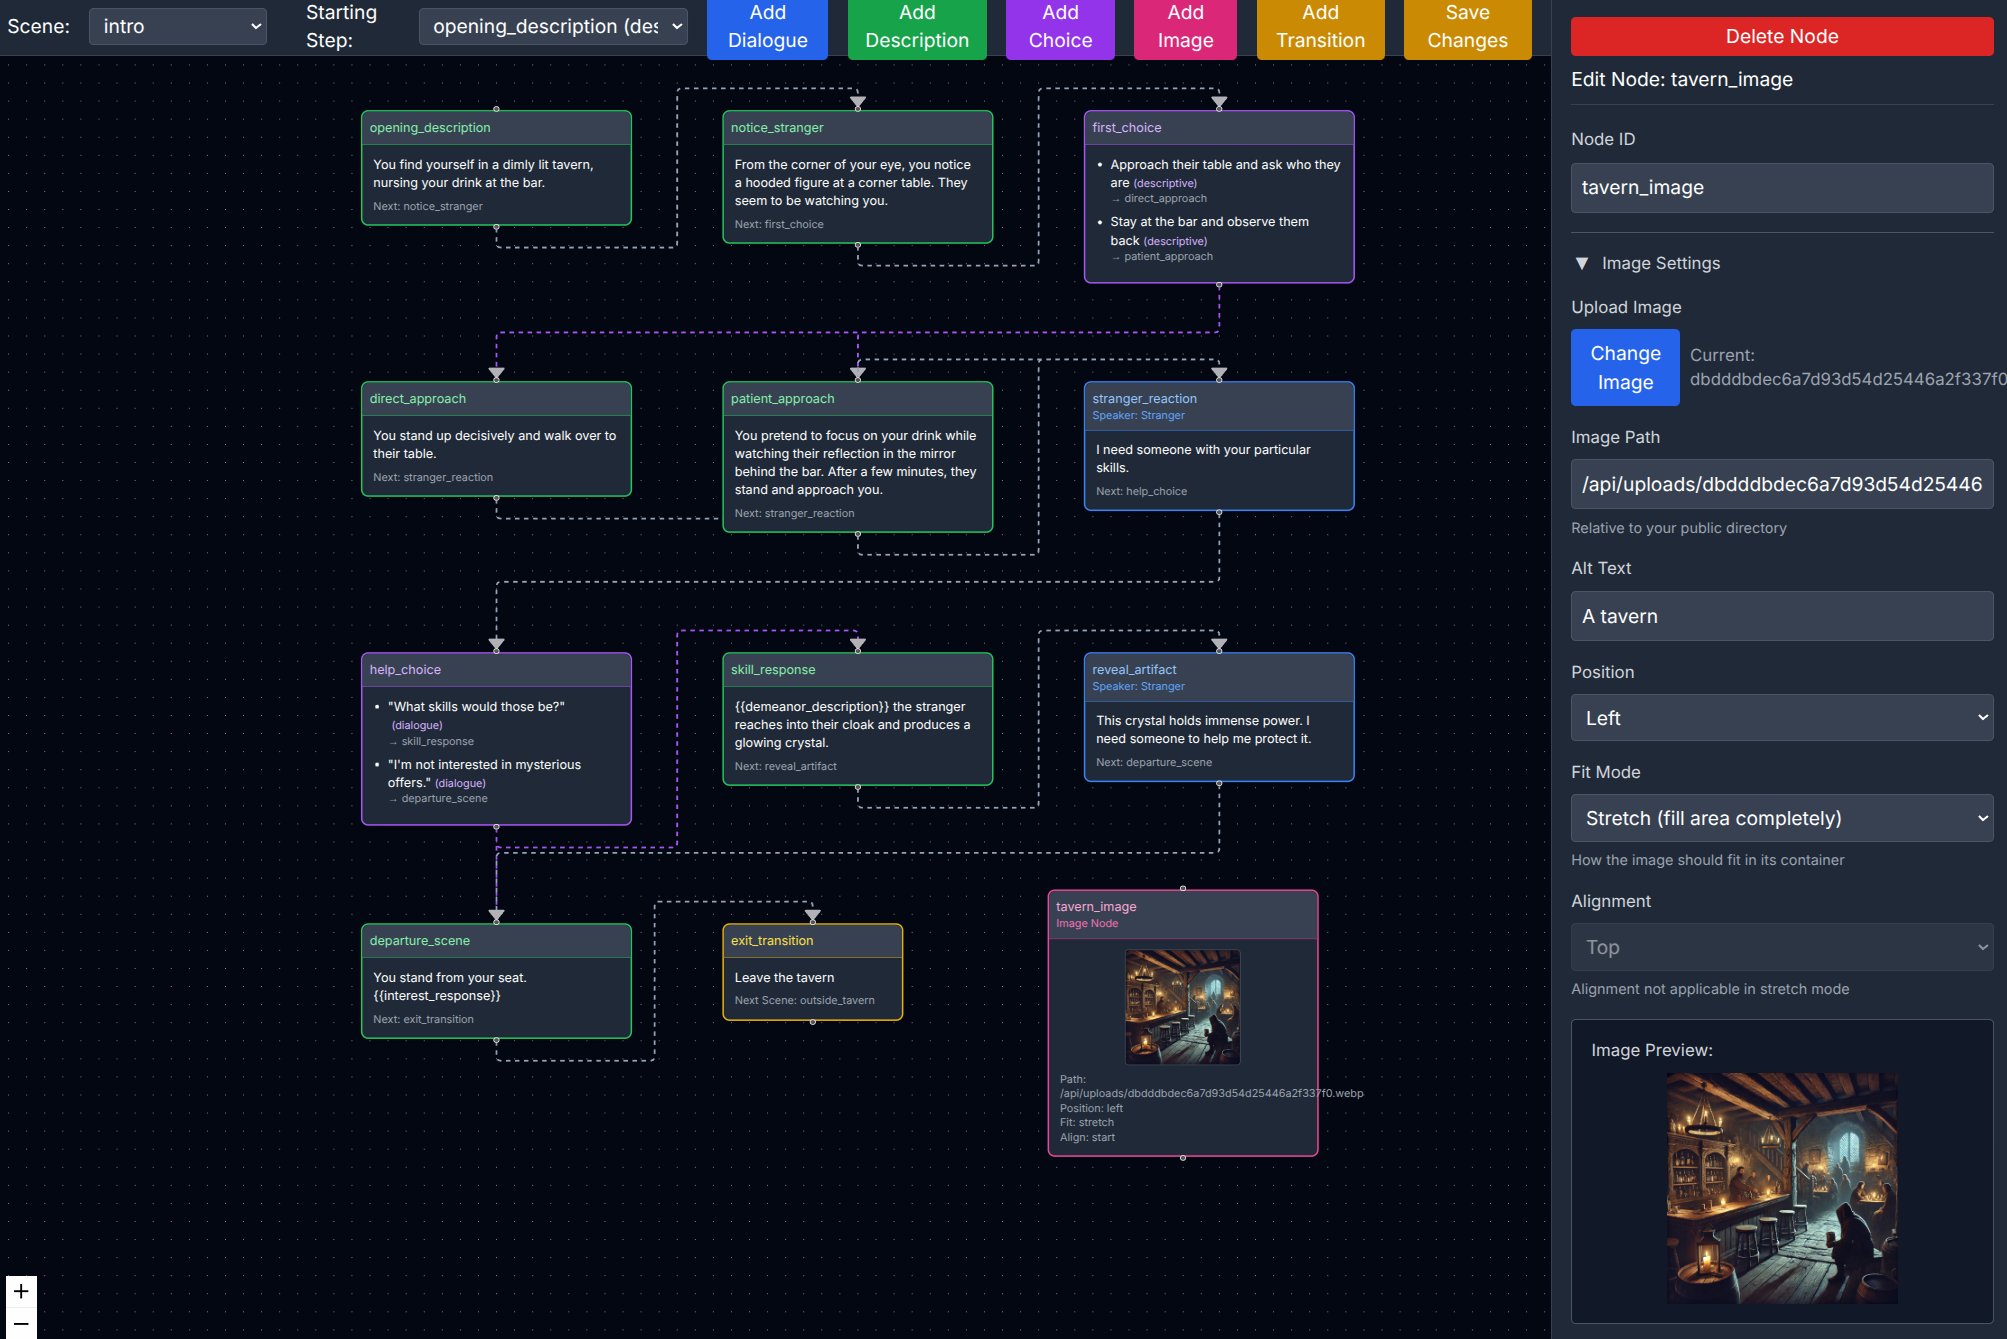 Scene:
intro
Starting
Step:
opening_description (des
Add
Dialogue
Add
Description
Add
Choice
Add
Image
Add
Transition
Save
Changes
opening_description
You find yourself in a dimly lit tavern,
nursing your drink at the bar.
Next: notice_stranger
notice_stranger
From the corner of your eye, you notice
a hooded figure at a corner table. They
seem to be watching you.
Next: first_choice
first_choice
• Approach their table and ask who they
are (descriptive)
→ direct_approach
• Stay at the bar and observe them
back (descriptive)
→ patient_approach
direct_approach
You stand up decisively and walk over to
their table.
Next: stranger_reaction
patient_approach
You pretend to focus on your drink while
watching their reflection in the mirror
behind the bar. After a few minutes, they
stand and approach you.
Next: stranger_reaction
stranger_reaction
Speaker: Stranger
I need someone with your particular
skills.
Next: help_choice
help_choice
• "What skills would those be?"
(dialogue)
→ skill_response
• "I'm not interested in mysterious
offers." (dialogue)
→ departure_scene
skill_response
{{demeanor_description}} the stranger
reaches into their cloak and produces a
glowing crystal.
Next: reveal_artifact
reveal_artifact
Speaker: Stranger
This crystal holds immense power. I
need someone to help me protect it.
Next: departure_scene
departure_scene
You stand from your seat.
{{interest_response}}
Next: exit_transition
exit_transition
Leave the tavern
Next Scene: outside_tavern
tavern_image
Image Node
Path:
/api/uploads/dbdddbdec6a7d93d54d25446a2f337f0.webp
Position: left
Fit: stretch
Align: start
+
−
Delete Node
Edit Node: tavern_image
Node ID
tavern_image
▼ Image Settings
Upload Image
Change
Image
Current:
dbdddbdec6a7d93d54d25446a2f337f0
Image Path
/api/uploads/dbdddbdec6a7d93d54d25446
Relative to your public directory
Alt Text
A tavern
Position
Left
Fit Mode
Stretch (fill area completely)
How the image should fit in its container
Alignment
Top
Alignment not applicable in stretch mode
Image Preview: